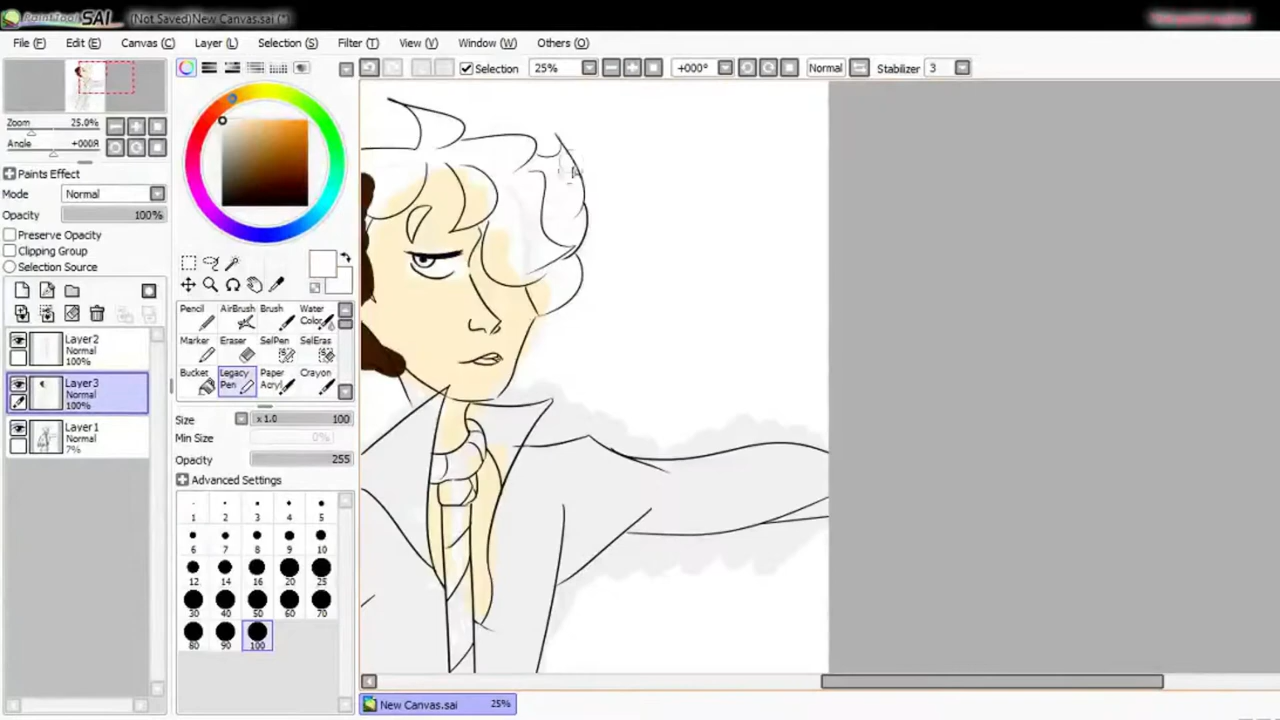 PaintTool SAI (Not Saved)New Canvas.sai (*)
File (F) Edit (E) Canvas (C) Layer (L) Selection (S) Filter (T) View (V) Window (W) Others (O)
Selection 25% +000° Normal Stabilizer 3
Zoom 25.0%
Angle +000Я
Paints Effect
Mode Normal
Opacity 100%
Preserve Opacity
Clipping Group
Selection Source
Layer2
Normal
100%
Layer3
Normal
100%
Layer1
Normal
7%
Pencil AirBrush Brush Water Color
Marker Eraser SelPen SelEras
Bucket Legacy Pen Paper Acryl Crayon
Size x 1.0 100
Min Size 0%
Opacity 255
Advanced Settings
1 2 3 4 5
6 7 8 9 10
12 14 16 20 25
30 40 50 60 70
80 90 100
New Canvas.sai 25%